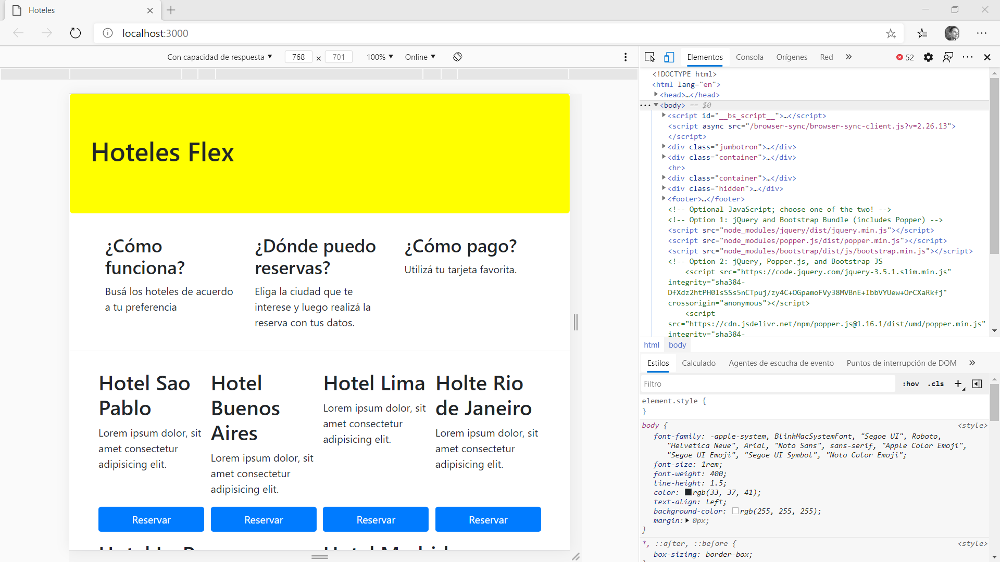 Hoteles
localhost:3000
Con capacidad de respuesta
768
x
701
100%
Online
Hoteles Flex
¿Cómo
funciona?
Busá los hoteles de acuerdo
a tu preferencia
¿Dónde puedo
reservas?
Eliga la ciudad que te
interese y luego realizá la
reserva con tus datos.
¿Cómo pago?
Utilizá tu tarjeta favorita.
Hotel Sao
Pablo
Lorem ipsum dolor, sit
amet consectetur
adipisicing elit.
Reservar
Hotel
Buenos
Aires
Lorem ipsum dolor, sit
amet consectetur
adipisicing elit.
Reservar
Hotel Lima
Lorem ipsum dolor, sit
amet consectetur
adipisicing elit.
Reservar
Holte Rio
de Janeiro
Lorem ipsum dolor, sit
amet consectetur
adipisicing elit.
Reservar
Elementos
Consola
Orígenes
Red
52
<!DOCTYPE html>
<html lang="en">
<head>…</head>
<body> == $0
<script id="__bs_script__">…</script>
<script async src="/browser-sync/browser-sync-client.js?v=2.26.13">
</script>
<div class="jumbotron">…</div>
<div class="container">…</div>
<hr>
<div class="container">…</div>
<div class="hidden">…</div>
<footer>…</footer>
<!-- Optional JavaScript; choose one of the two! -->
<!-- Option 1: jQuery and Bootstrap Bundle (includes Popper) -->
<script src="node_modules/jquery/dist/jquery.min.js"></script>
<script src="node_modules/popper.js/dist/popper.min.js"></script>
<script src="node_modules/bootstrap/dist/js/bootstrap.min.js"></script>
<!-- Option 2: jQuery, Popper.js, and Bootstrap JS
<script src="https://code.jquery.com/jquery-3.5.1.slim.min.js"
integrity="sha384-
DfXdz2htPH0lsSSs5nCTpuj/zy4C+OGpamoFVy38MVBnE+IbbVYUew+OrCXaRkfj"
crossorigin="anonymous"></script>
<script
src="https://cdn.jsdelivr.net/npm/popper.js@1.16.1/dist/umd/popper.min.js"
integrity="sha384-
html
body
Estilos
Calculado
Agentes de escucha de evento
Puntos de interrupción de DOM
Filtro
:hov
.cls
element.style {
}
body {
<style>
font-family: -apple-system, BlinkMacSystemFont, "Segoe UI", Roboto,
"Helvetica Neue", Arial, "Noto Sans", sans-serif, "Apple Color Emoji",
"Segoe UI Emoji", "Segoe UI Symbol", "Noto Color Emoji";
font-size: 1rem;
font-weight: 400;
line-height: 1.5;
color: rgb(33, 37, 41);
text-align: left;
background-color: rgb(255, 255, 255);
margin: 0px;
}
*, ::after, ::before {
<style>
box-sizing: border-box;